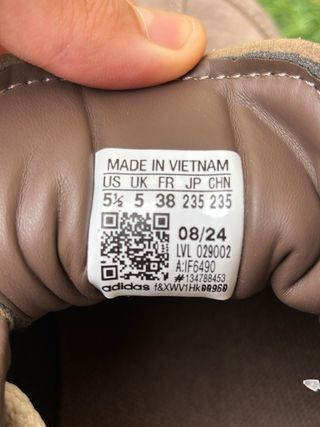 MADE IN VIETNAM
US UK FR JP CHN
5½ 5 38 235 235
08/24
LVL 029002
A:IF6490
#134788453
adidas